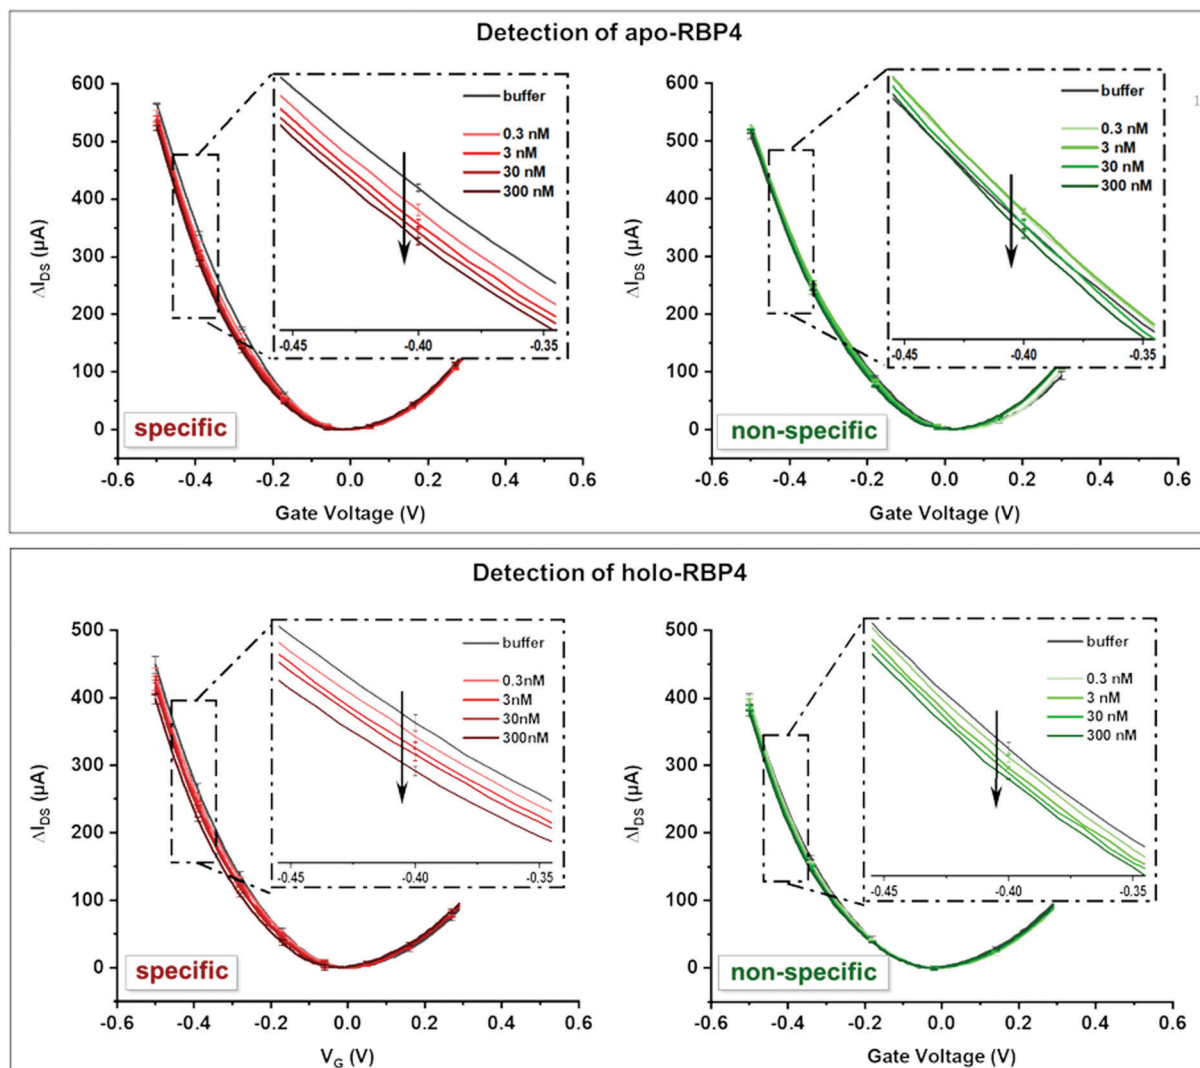 Detection of apo-RBP4
1
600
500
400
300
200
100
0
ΔI_DS (µA)
buffer
0.3 nM
3 nM
30 nM
300 nM
-0.45
-0.40
-0.35
specific
-0.6
-0.4
-0.2
0.0
0.2
0.4
0.6
Gate Voltage (V)
600
500
400
300
200
100
0
ΔI_DS (µA)
buffer
0.3 nM
3 nM
30 nM
300 nM
-0.45
-0.40
-0.35
non-specific
-0.6
-0.4
-0.2
0.0
0.2
0.4
0.6
Gate Voltage (V)
Detection of holo-RBP4
500
400
300
200
100
0
ΔI_DS (µA)
buffer
0.3nM
3nM
30nM
300nM
-0.45
-0.40
-0.35
specific
-0.6
-0.4
-0.2
0.0
0.2
0.4
0.6
V_G (V)
500
400
300
200
100
0
ΔI_DS (µA)
buffer
0.3 nM
3 nM
30 nM
300 nM
-0.45
-0.40
-0.35
non-specific
-0.6
-0.4
-0.2
0.0
0.2
0.4
0.6
Gate Voltage (V)